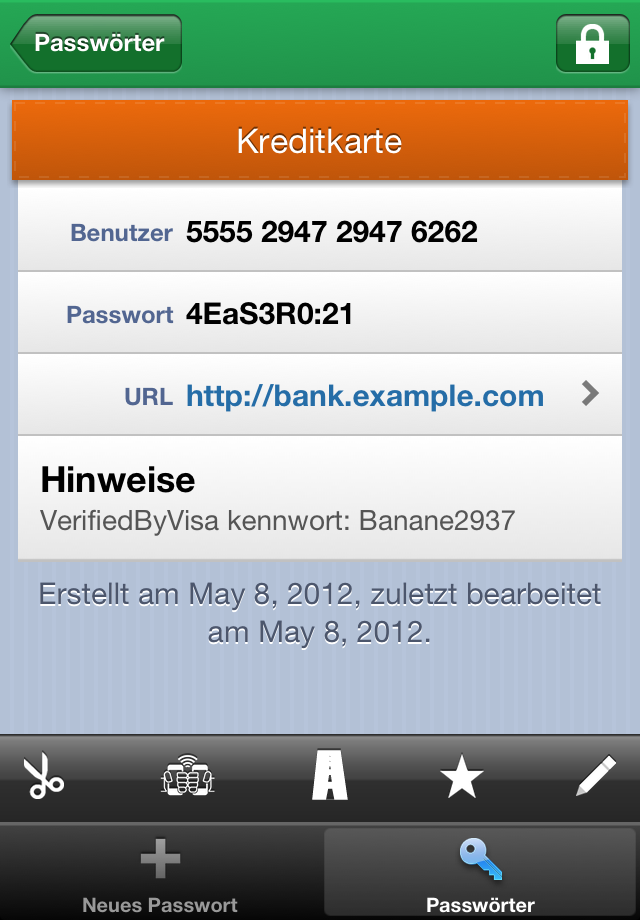 Passwörter
Kreditkarte
Benutzer 5555 2947 2947 6262
Passwort 4EaS3R0:21
URL http://bank.example.com
Hinweise
VerifiedByVisa kennwort: Banane2937
Erstellt am May 8, 2012, zuletzt bearbeitet
am May 8, 2012.
Neues Passwort Passwörter